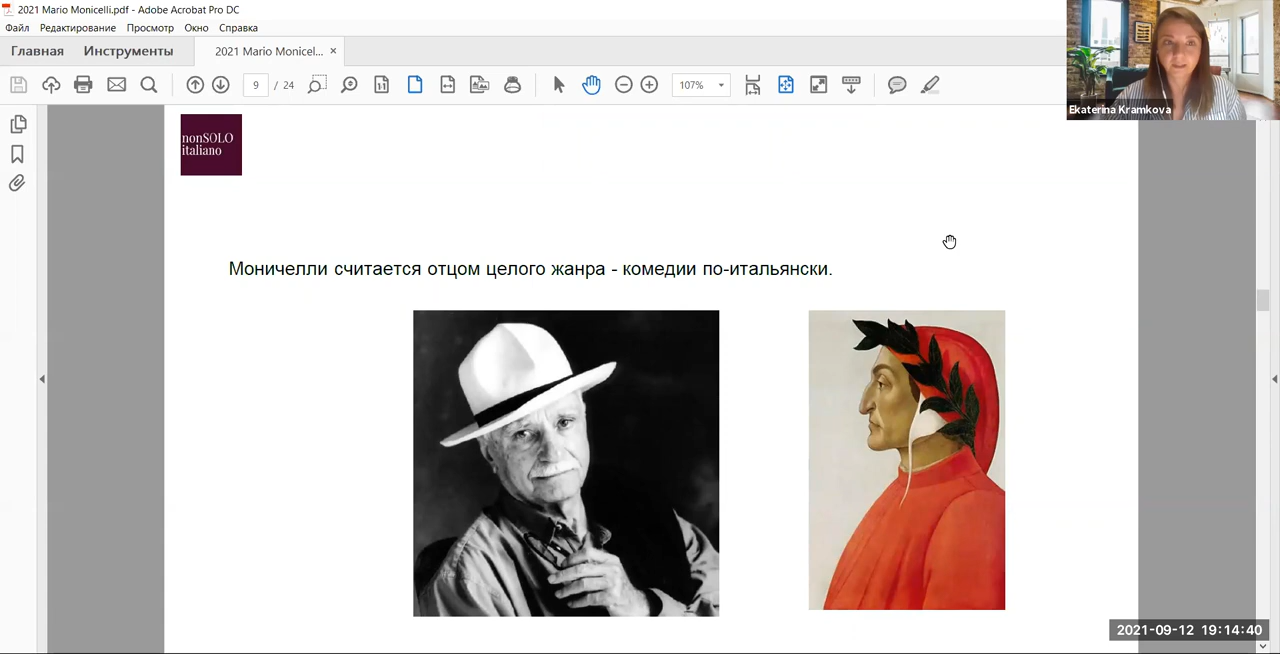 2021 Mario Monicelli.pdf - Adobe Acrobat Pro DC
Файл Редактирование Просмотр Окно Справка
Главная Инструменты 2021 Mario Monicel... ×
9 / 24 107%
Ekaterina Kramkova
nonSOLO
italiano
Моничелли считается отцом целого жанра - комедии по-итальянски.
2021-09-12 19:14:40